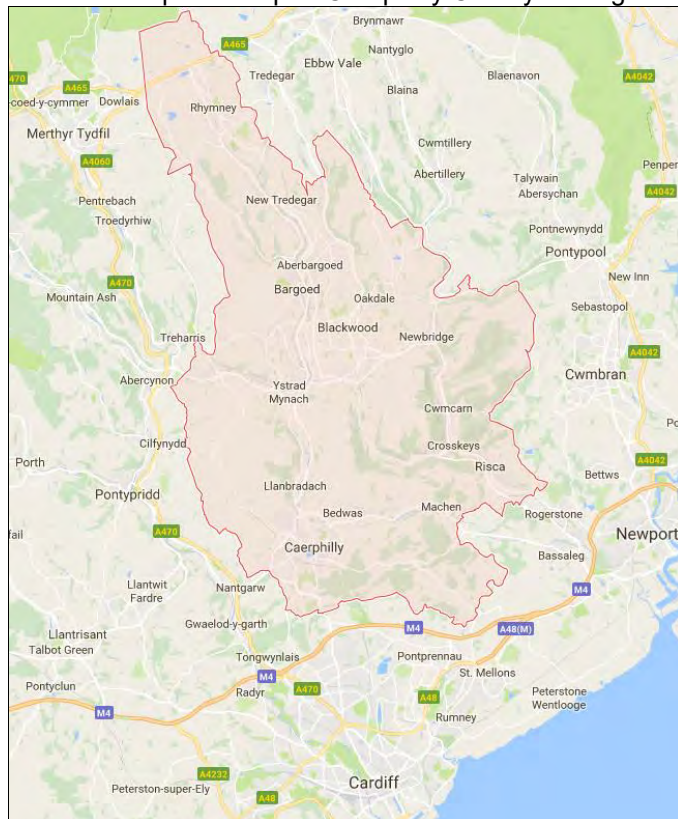 A465
Brynmawr
Nantyglo
Ebbw Vale
Tredegar
Blaenavon
A4042
470
A465
-coed-y-cymmer
Dowlais
Rhymney
Blaina
Merthyr Tydfil
Cwmtillery
A4060
Abertillery
Talywain
Abersychan
A4042
Pentrebach
New Tredegar
Troedyrhiw
Pontnewynydd
Pontypool
Aberbargoed
New Inn
A470
Bargoed
Oakdale
Mountain Ash
Sebastopol
Blackwood
Treharris
Newbridge
A4042
Abercynon
Ystrad
Mynach
Cwmbran
Cwmcarn
Cilfynydd
Crosskeys
Porth
Risca
A4042
Bettws
Pontypridd
Llanbradach
Machen
Bedwas
Rogerstone
A470
Newport
fail
Caerphilly
Bassaleg
Llantwit
Fardre
Nantgarw
M4
Gwaelod-y-garth
M4
A48(M)
Llantrisant
Talbot Green
Tongwynlais
Pontprennau
M4
St. Mellons
Pontyclun
Radyr
A470
A48
Peterstone
Wentlooge
M4
Rumney
A4232
Cardiff
Peterston-super-Ely
A48